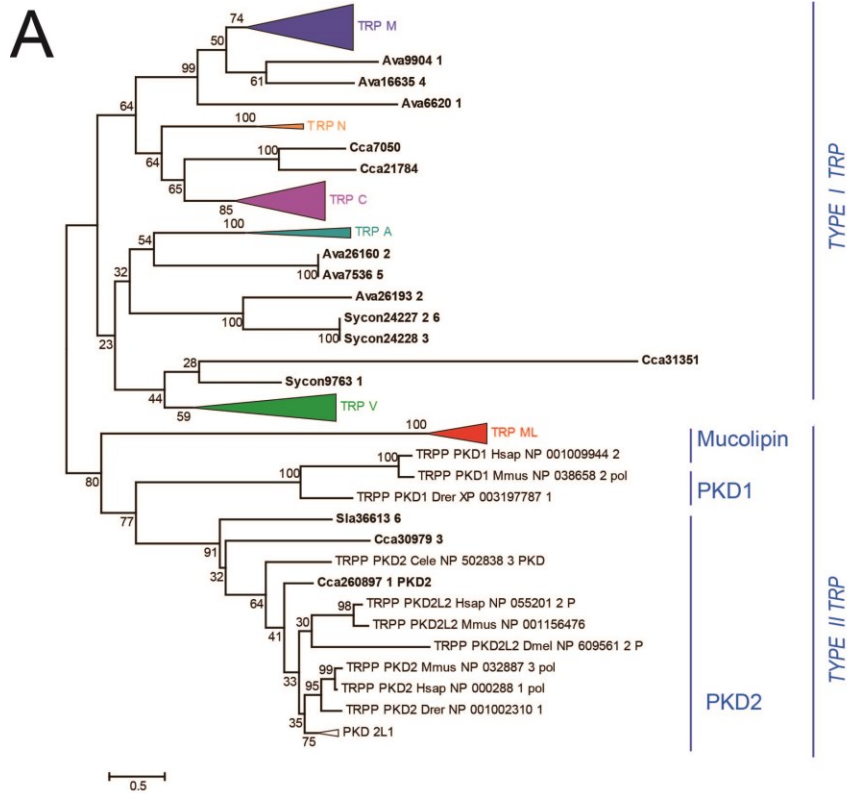 A
74
TRP M
50
Ava9904 1
99
61
Ava16635 4
Ava6620 1
64
100
TRP N
100
Cca7050
64
Cca21784
65
TRP C
85
100
TRP A
54
Ava26160 2
32
100
Ava7536 5
Ava26193 2
100
Sycon24227 2 6
100
Sycon24228 3
23
28
Cca31351
Sycon9763 1
44
59
TRP V
TYPE I TRP
100
TRP ML
Mucolipin
80
100
TRPP PKD1 Hsap NP 001009944 2
100
TRPP PKD1 Mmus NP 038658 2 pol
PKD1
TRPP PKD1 Drer XP 003197787 1
77
Sla36613 6
91
Cca30979 3
32
TRPP PKD2 Cele NP 502838 3 PKD
64
Cca260897 1 PKD2
98
TRPP PKD2L2 Hsap NP 055201 2 P
41
30
TRPP PKD2L2 Mmus NP 001156476
TRPP PKD2L2 Dmel NP 609561 2 P
33
99
TRPP PKD2 Mmus NP 032887 3 pol
95
TRPP PKD2 Hsap NP 000288 1 pol
PKD2
35
TRPP PKD2 Drer NP 001002310 1
75
PKD 2L1
TYPE II TRP
0.5